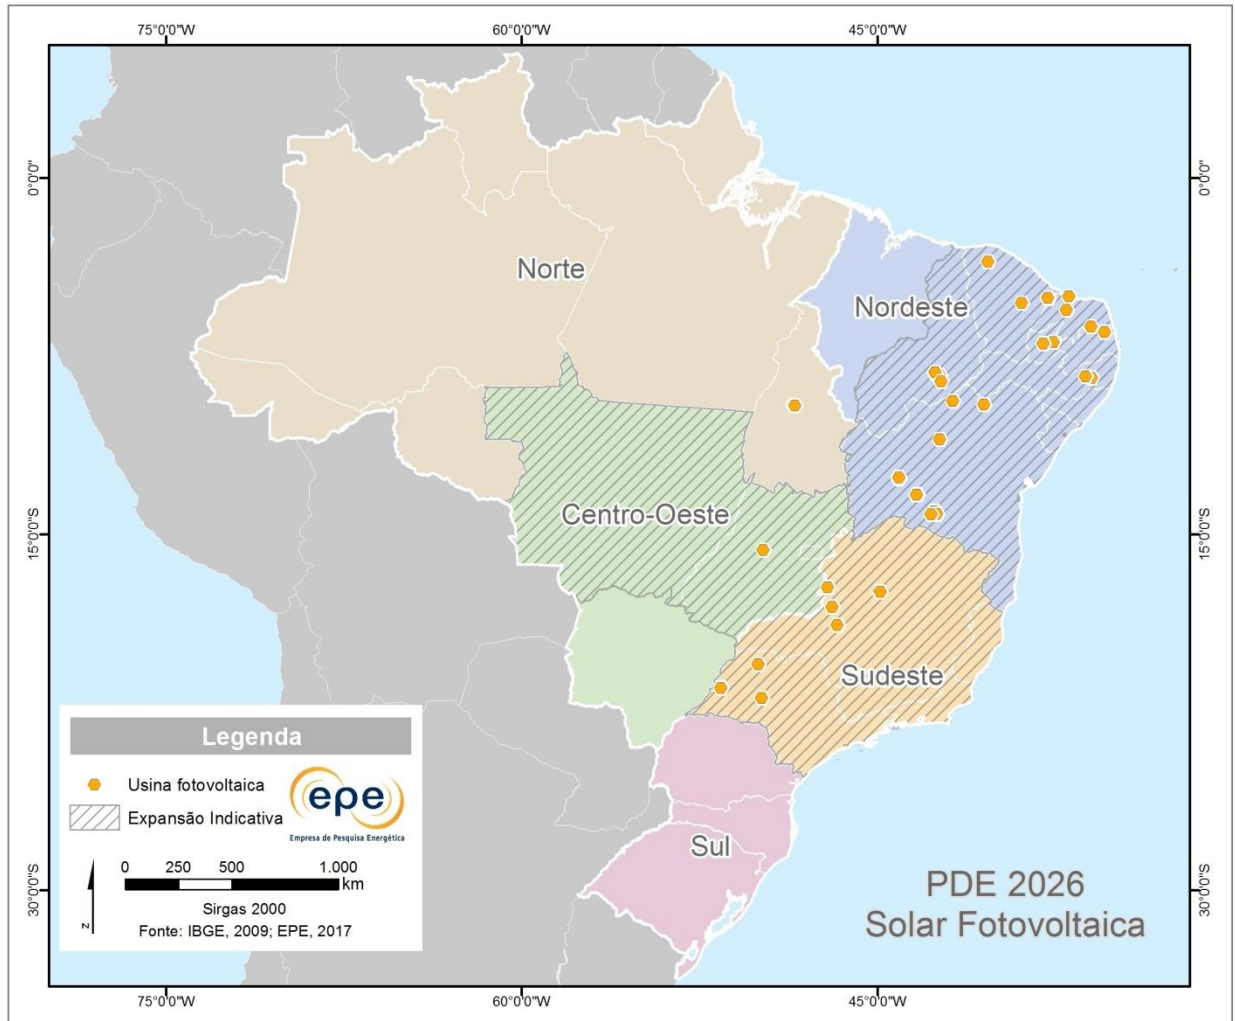 75°0'0"W 60°0'0"W 45°0'0"W
0°0'0" 0°0'0"
Norte
Nordeste
Centro-Oeste
15°0'0"S 15°0'0"S
Sudeste
Legenda
Usina fotovoltaica
Expansão Indicativa
epe
Empresa de Pesquisa Energética
0 250 500 1.000
km
N
Sirgas 2000
Fonte: IBGE, 2009; EPE, 2017
Sul
30°0'0"S 30°0'0"S
PDE 2026
Solar Fotovoltaica
75°0'0"W 60°0'0"W 45°0'0"W